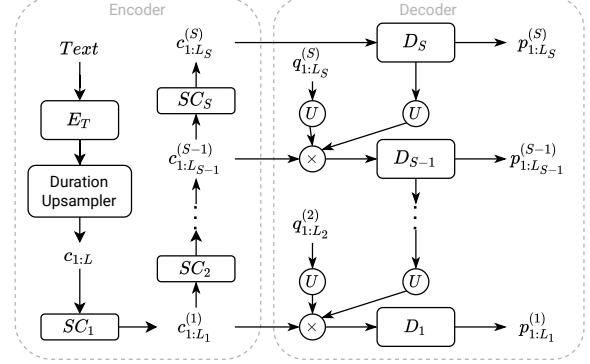 Encoder
Decoder
Text
E_T
Duration
Upsampler
c_{1:L}
SC_1
c^{(S)}_{1:L_S}
SC_S
c^{(S-1)}_{1:L_{S-1}}
SC_2
c^{(1)}_{1:L_1}
q^{(S)}_{1:L_S}
U
×
q^{(2)}_{1:L_2}
U
×
D_S
U
D_{S-1}
U
D_1
p^{(S)}_{1:L_S}
p^{(S-1)}_{1:L_{S-1}}
p^{(1)}_{1:L_1}